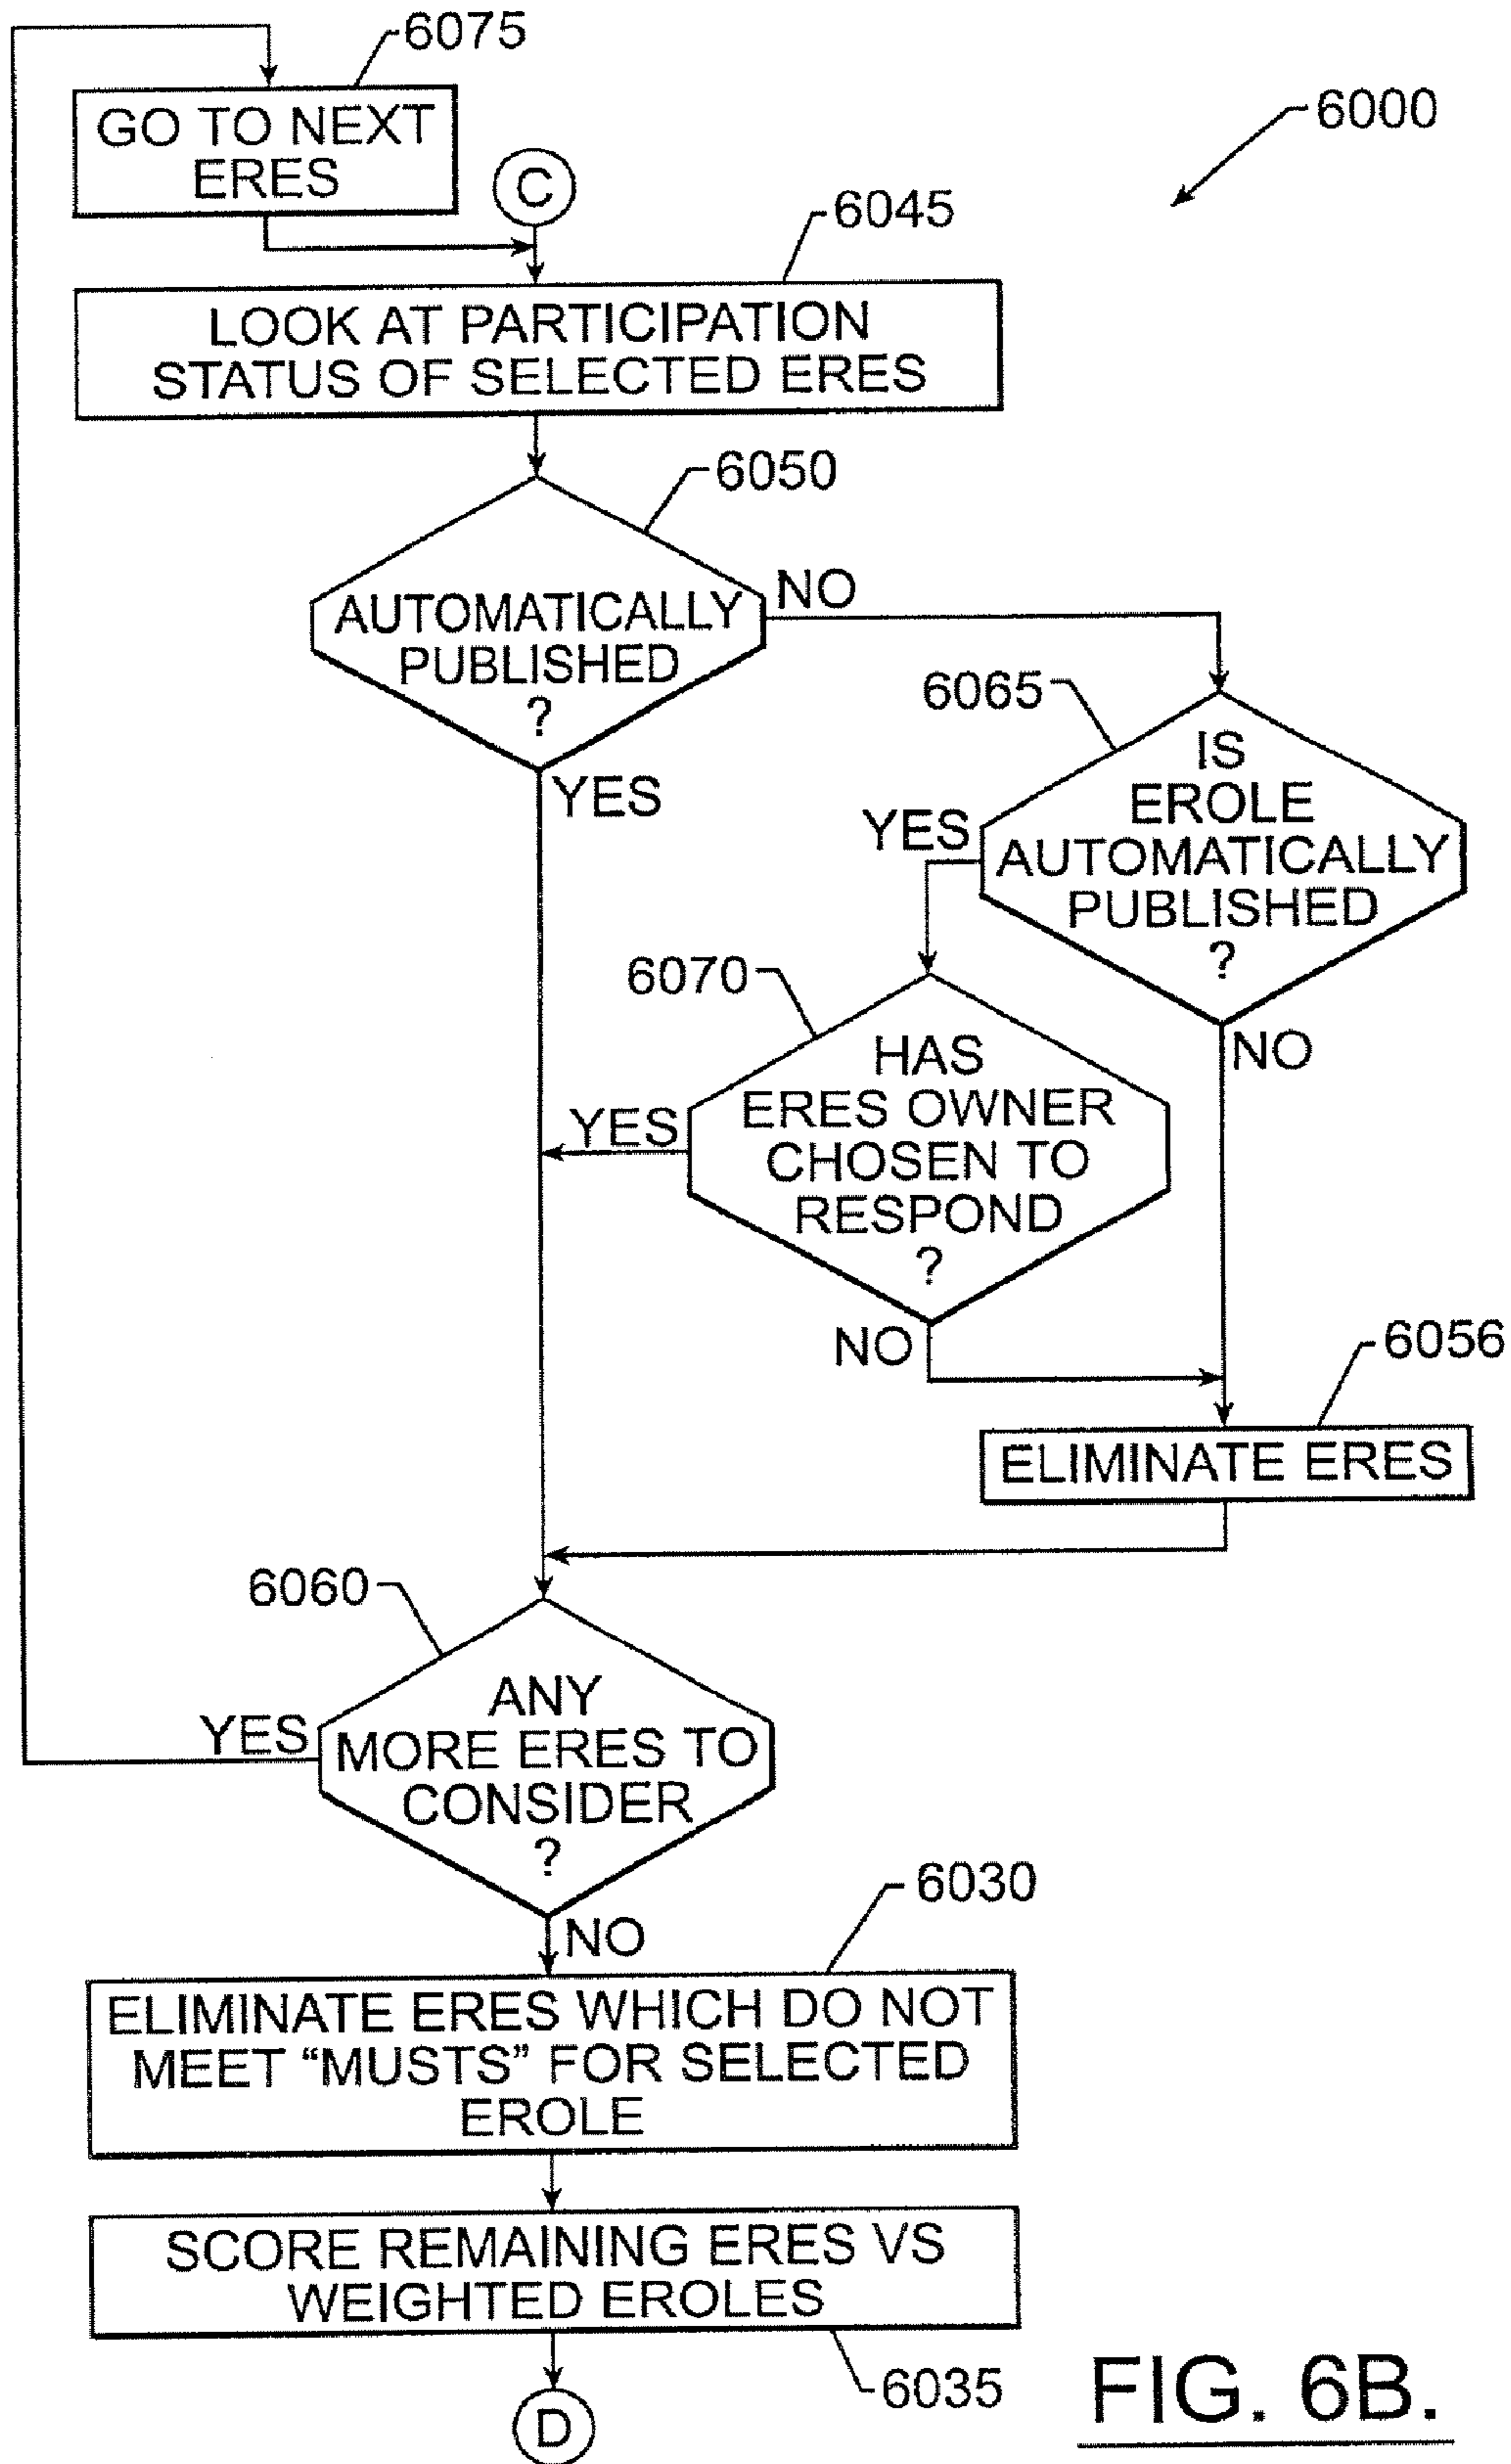 6075
GO TO NEXT
ERES
6000
C
6045
LOOK AT PARTICIPATION
STATUS OF SELECTED ERES
6050
AUTOMATICALLY
PUBLISHED
?
NO
YES
6065
IS
EROLE
AUTOMATICALLY
PUBLISHED
?
YES
NO
6070
HAS
ERES OWNER
CHOSEN TO
RESPOND
?
YES
NO
6056
ELIMINATE ERES
6060
ANY
MORE ERES TO
CONSIDER
?
YES
NO
6030
ELIMINATE ERES WHICH DO NOT
MEET “MUSTS” FOR SELECTED
EROLE
SCORE REMAINING ERES VS
WEIGHTED EROLES
6035
D
FIG. 6B.